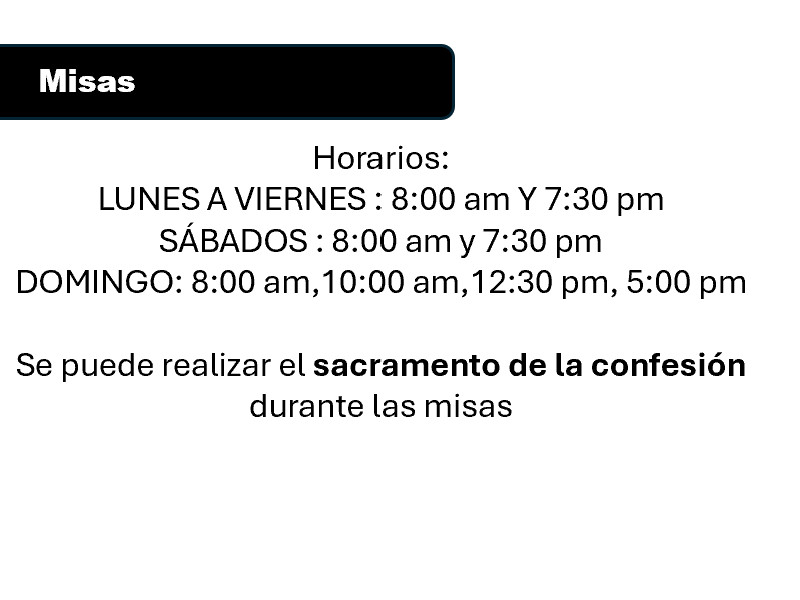 Misas
Horarios:
LUNES A VIERNES : 8:00 am Y 7:30 pm
SÁBADOS : 8:00 am y 7:30 pm
DOMINGO: 8:00 am,10:00 am,12:30 pm, 5:00 pm
Se puede realizar el sacramento de la confesión
durante las misas